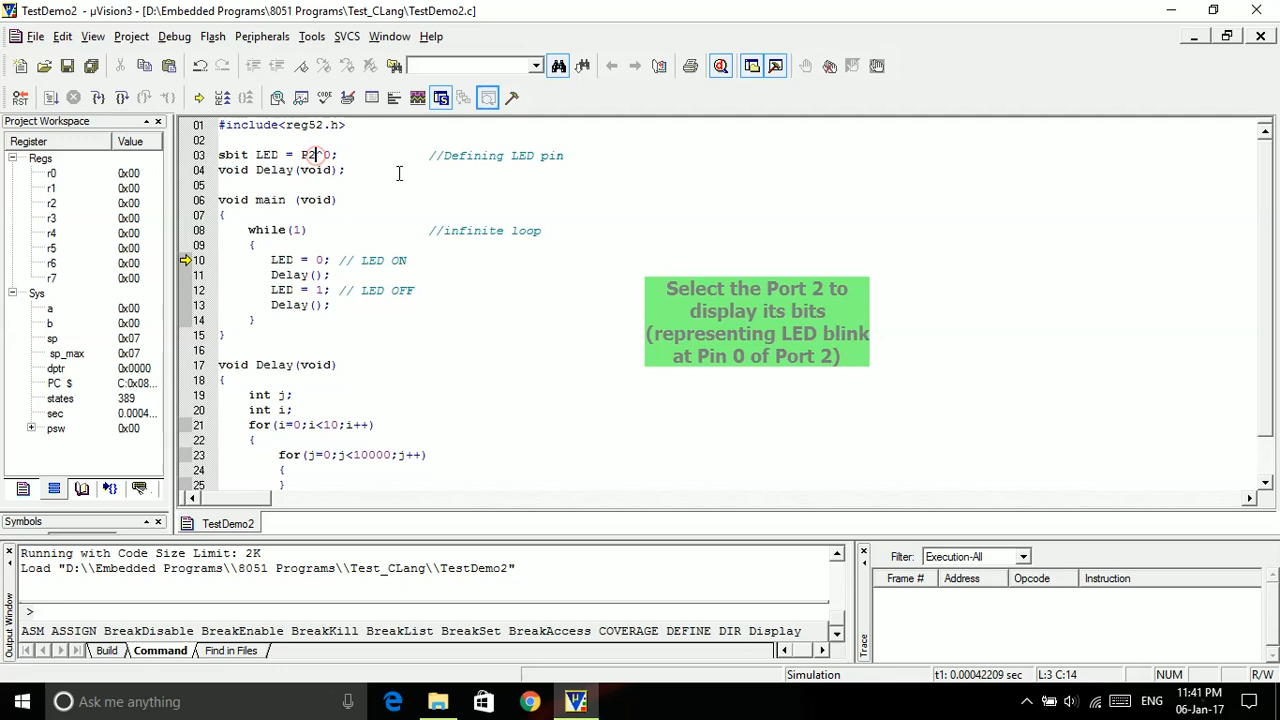 TestDemo2 - µVision3 - [D:\Embedded Programs\8051 Programs\Test_CLang\TestDemo2.c]
File Edit View Project Debug Flash Peripherals Tools SVCS Window Help
RST
Project Workspace
Register Value
Regs
r0 0x00
r1 0x00
r2 0x00
r3 0x00
r4 0x00
r5 0x00
r6 0x00
r7 0x00
Sys
a 0x00
b 0x00
sp 0x07
sp_max 0x07
dptr 0x0000
PC $ C:0x08...
states 389
sec 0.0004...
psw 0x00
Symbols
01 #include<reg52.h>
02
03 sbit LED = P2^0; //Defining LED pin
04 void Delay(void);
05
06 void main (void)
07 {
08 while(1) //infinite loop
09 {
10 LED = 0; // LED ON
11 Delay();
12 LED = 1; // LED OFF
13 Delay();
14 }
15 }
16
17 void Delay(void)
18 {
19 int j;
20 int i;
21 for(i=0;i<10;i++)
22 {
23 for(j=0;j<10000;j++)
24 {
25 }
Select the Port 2 to
display its bits
(representing LED blink
at Pin 0 of Port 2)
TestDemo2
Running with Code Size Limit: 2K
Load "D:\\Embedded Programs\\8051 Programs\\Test_CLang\\TestDemo2"
>
ASM ASSIGN BreakDisable BreakEnable BreakKill BreakList BreakSet BreakAccess COVERAGE DEFINE DIR Display
Build Command Find in Files
Output Window
Filter: Execution-All
Frame # Address Opcode Instruction
Trace
Simulation t1: 0.00042209 sec L:3 C:14 NUM R/W
Ask me anything
ENG
11:41 PM
06-Jan-17